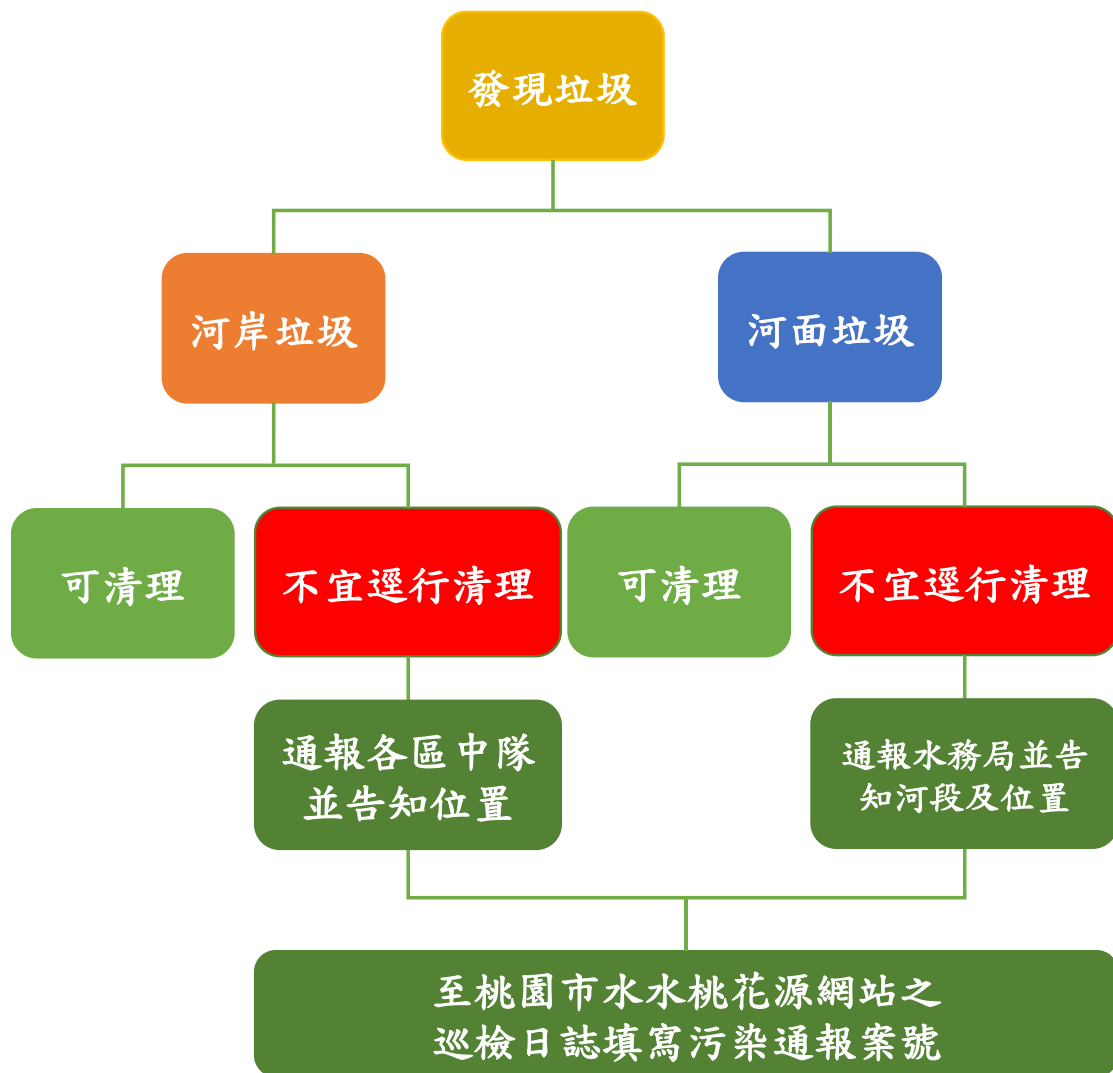 發現垃圾
河岸垃圾
河面垃圾
可清理
不宜逕行清理
可清理
不宜逕行清理
通報各區中隊
並告知位置
通報水務局並告
知河段及位置
至桃園市水水桃花源網站之
巡檢日誌填寫污染通報案號